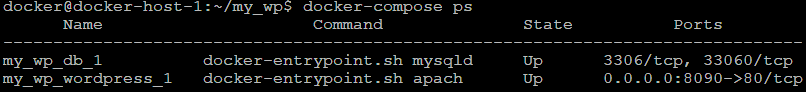 docker@docker-host-1:~/my_wp$ docker-compose ps
Name Command State Ports
--------------------------------------------------------------------------------
my_wp_db_1 docker-entrypoint.sh mysqld Up 3306/tcp, 33060/tcp
my_wp_wordpress_1 docker-entrypoint.sh apach Up 0.0.0.0:8090->80/tcp